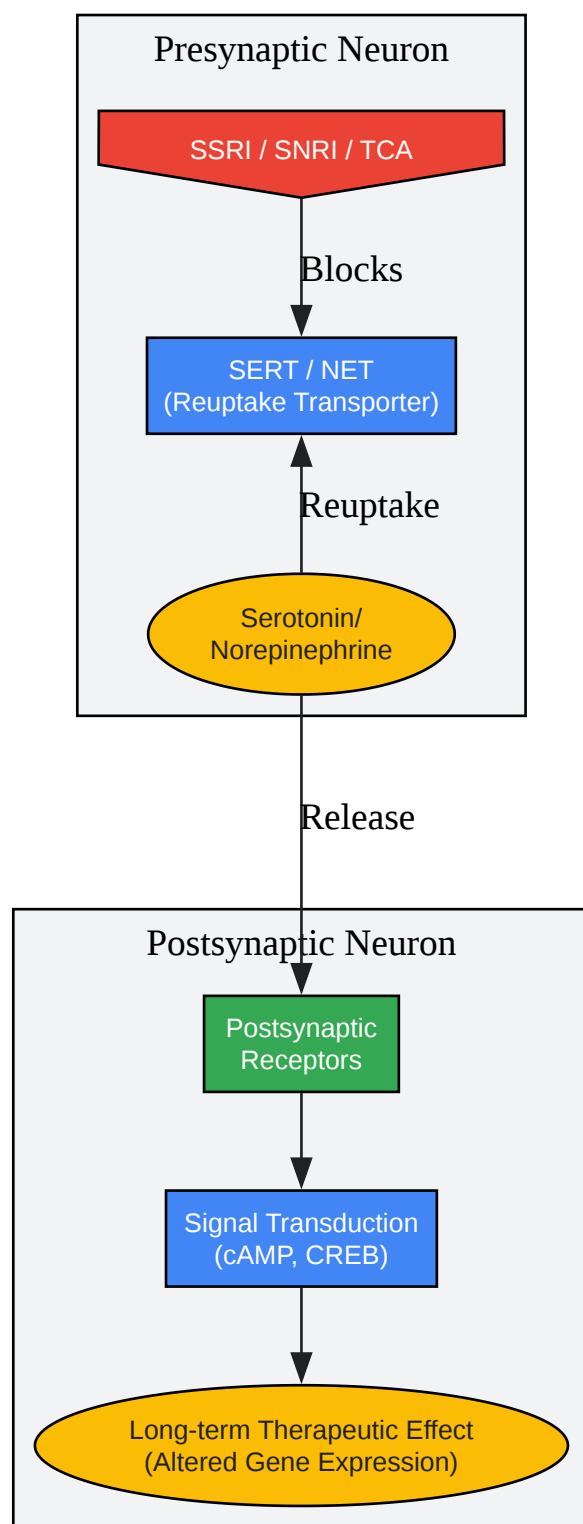 Presynaptic Neuron
SSRI / SNRI / TCA
Blocks
SERT / NET
(Reuptake Transporter)
Reuptake
Serotonin/
Norepinephrine
Release
Postsynaptic Neuron
Postsynaptic
Receptors
Signal Transduction
(cAMP, CREB)
Long-term Therapeutic Effect
(Altered Gene Expression)